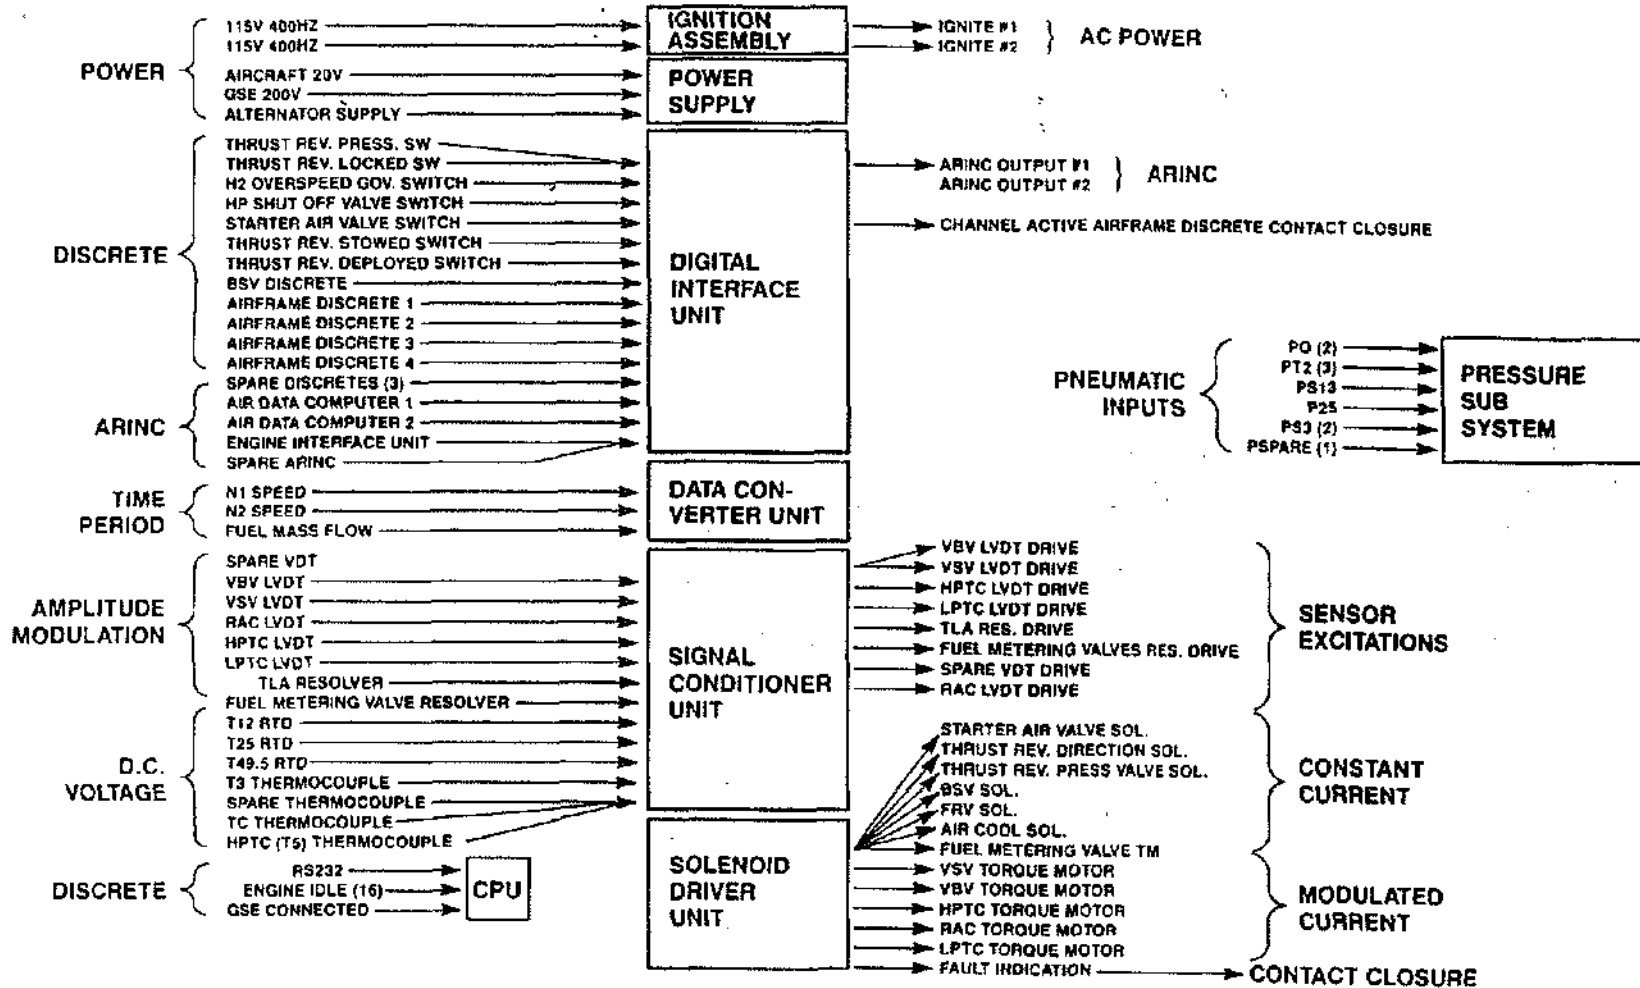 POWER
115V 400HZ
115V 400HZ
AIRCRAFT 20V
GSE 200V
ALTERNATOR SUPPLY
IGNITION
ASSEMBLY
IGNITE #1
IGNITE #2
AC POWER
POWER
SUPPLY
DISCRETE
THRUST REV. PRESS. SW
THRUST REV. LOCKED SW
H2 OVERSPEED GOV. SWITCH
HP SHUT OFF VALVE SWITCH
STARTER AIR VALVE SWITCH
THRUST REV. STOWED SWITCH
THRUST REV. DEPLOYED SWITCH
BSV DISCRETE
AIRFRAME DISCRETE 1
AIRFRAME DISCRETE 2
AIRFRAME DISCRETE 3
AIRFRAME DISCRETE 4
SPARE DISCRETES (3)
ARINC
AIR DATA COMPUTER 1
AIR DATA COMPUTER 2
ENGINE INTERFACE UNIT
SPARE ARINC
DIGITAL
INTERFACE
UNIT
ARINC OUTPUT #1
ARINC OUTPUT #2
ARINC
CHANNEL ACTIVE AIRFRAME DISCRETE CONTACT CLOSURE
PNEUMATIC
INPUTS
PO (2)
PT2 (3)
PS13
P25
PS3 (2)
PSPARE (1)
PRESSURE
SUB
SYSTEM
TIME
PERIOD
N1 SPEED
N2 SPEED
FUEL MASS FLOW
DATA CON-
VERTER UNIT
AMPLITUDE
MODULATION
SPARE VDT
VBV LVDT
VSV LVDT
RAC LVDT
HPTC LVDT
LPTC LVDT
TLA RESOLVER
FUEL METERING VALVE RESOLVER
D.C.
VOLTAGE
T12 RTD
T25 RTD
T49.5 RTD
T3 THERMOCOUPLE
SPARE THERMOCOUPLE
TC THERMOCOUPLE
HPTC (T5) THERMOCOUPLE
SIGNAL
CONDITIONER
UNIT
VBV LVDT DRIVE
VSV LVDT DRIVE
HPTC LVDT DRIVE
LPTC LVDT DRIVE
TLA RES. DRIVE
FUEL METERING VALVES RES. DRIVE
SPARE VDT DRIVE
RAC LVDT DRIVE
SENSOR
EXCITATIONS
DISCRETE
RS232
ENGINE IDLE (16)
GSE CONNECTED
CPU
SOLENOID
DRIVER
UNIT
STARTER AIR VALVE SOL.
THRUST REV. DIRECTION SOL.
THRUST REV. PRESS VALVE SOL.
BSV SOL.
FRV SOL.
AIR COOL SOL.
FUEL METERING VALVE TM
VSV TORQUE MOTOR
VBV TORQUE MOTOR
HPTC TORQUE MOTOR
RAC TORQUE MOTOR
LPTC TORQUE MOTOR
FAULT INDICATION
CONSTANT
CURRENT
MODULATED
CURRENT
CONTACT CLOSURE